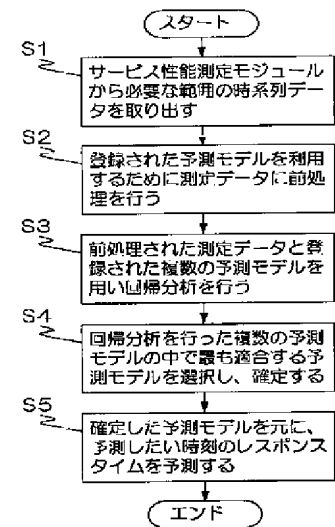 スタート
S1
サービス性能測定モジュール
から必要な範囲の時系列デー
タを取り出す
S2
登録された予測モデルを利用
するために測定データに前処
理を行う
S3
前処理された測定データと登
録された複数の予測モデルを
用い回帰分析を行う
S4
回帰分析を行った複数の予測
モデルの中で最も適合する予
測モデルを選択し、確定する
S5
確定した予測モデルを元に、
予測したい時刻のレスポンス
タイムを予測する
エンド